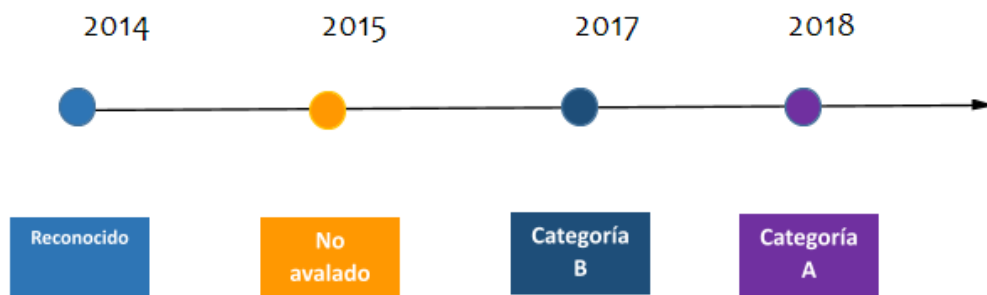 2014 2015 2017 2018
Reconocido
No
avalado
Categoría
B
Categoría
A